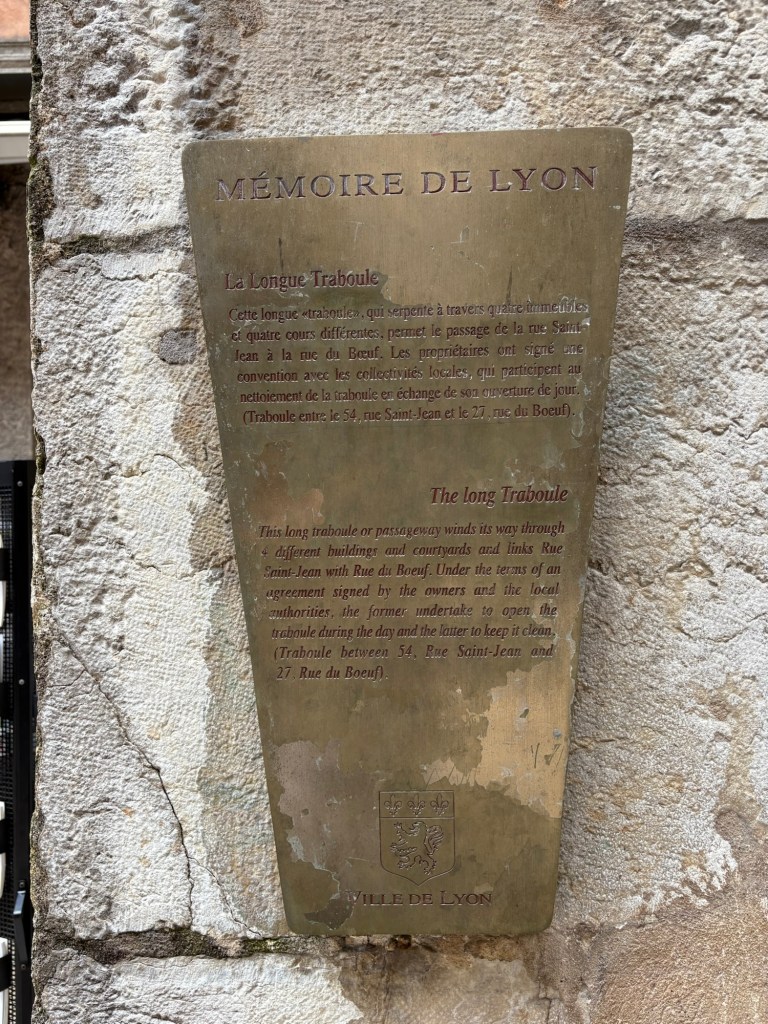 MÉMOIRE DE LYON
La Longue Traboule
Cette longue «traboule», qui serpente à travers quatre immeubles
et quatre cours différentes, permet le passage de la rue Saint-
Jean à la rue du Bœuf. Les propriétaires ont signé une
convention avec les collectivités locales, qui participent au
nettoiement de la traboule en échange de son ouverture de jour.
(Traboule entre le 54, rue Saint-Jean et le 27, rue du Boeuf).
The long Traboule
This long traboule or passageway winds its way through
4 different buildings and courtyards and links Rue
Saint-Jean with Rue du Boeuf. Under the terms of an
agreement signed by the owners and the local
authorities, the former undertake to open the
traboule during the day and the latter to keep it clean.
(Traboule between 54, Rue Saint-Jean and
27, Rue du Boeuf).
VILLE DE LYON